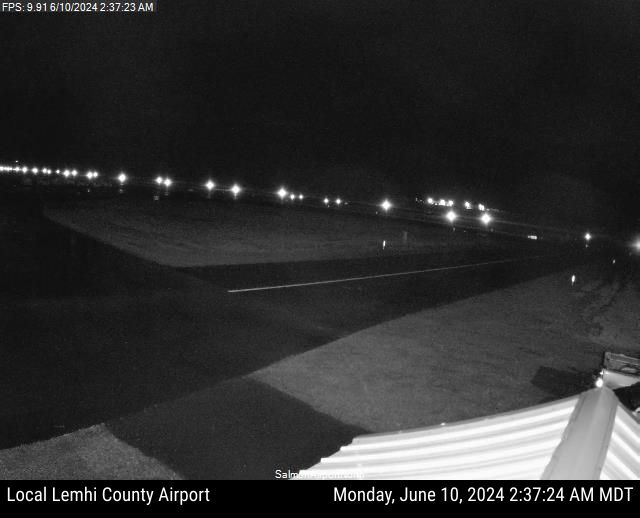 FPS: 9.91 6/10/2024 2:37:23 AM
Local Lemhi County Airport
Monday, June 10, 2024 2:37:24 AM MDT